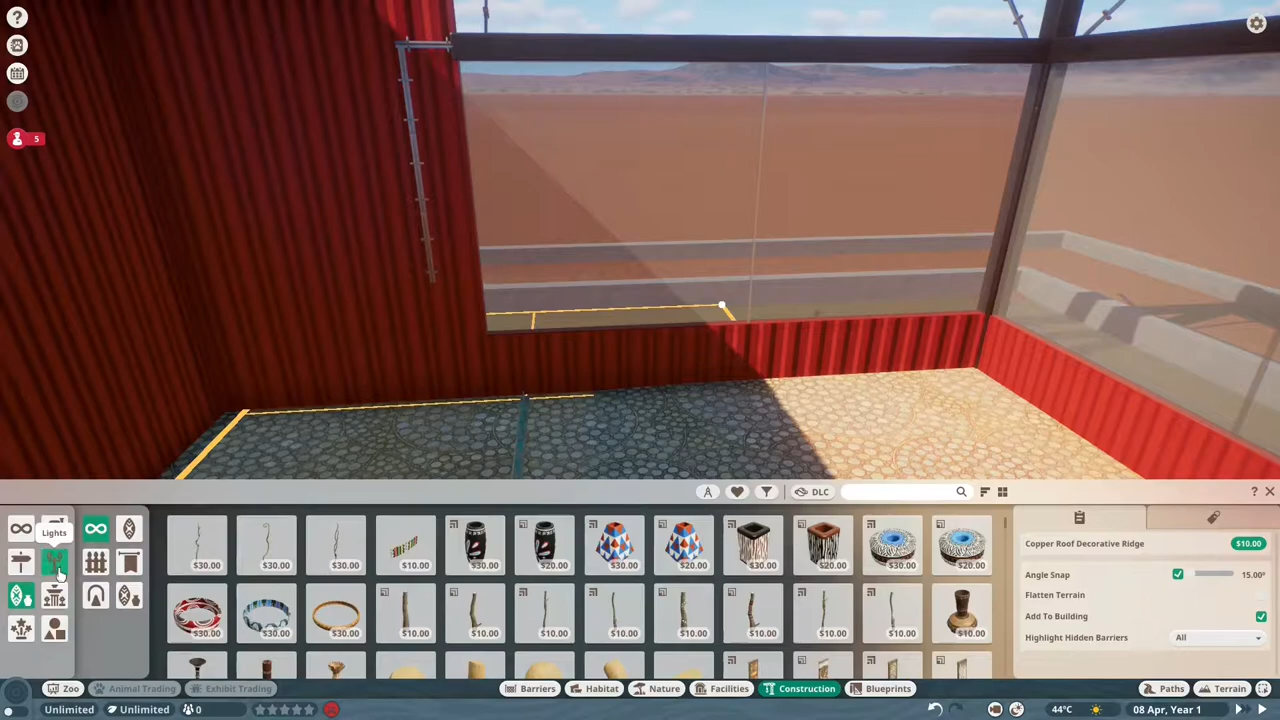 5
Lights
DLC
?
$30.00 $30.00 $30.00 $10.00 $30.00 $20.00 $30.00 $20.00 $30.00 $20.00 $30.00 $20.00
$30.00 $30.00 $30.00 $10.00 $10.00 $10.00 $10.00 $10.00 $10.00 $10.00 $10.00 $10.00
Copper Roof Decorative Ridge $10.00
Angle Snap 15.00°
Flatten Terrain
Add To Building
Highlight Hidden Barriers All
Zoo Animal Trading Exhibit Trading Barriers Habitat Nature Facilities Construction Blueprints Paths Terrain
Unlimited Unlimited 0 44°C 08 Apr, Year 1